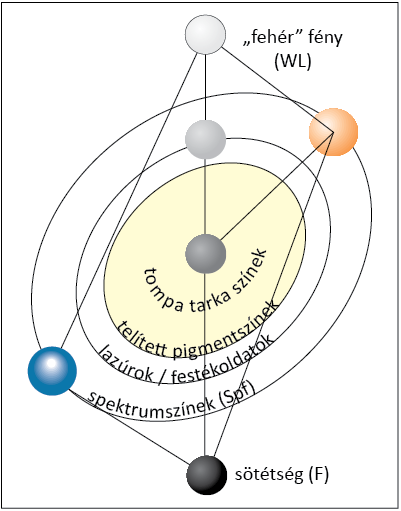 „fehér” fény
(WL)
tompa tarka színek
telített pigmentszínek
lazúrok / festékoldatok
spektrumszínek (Spf)
sötétség (F)